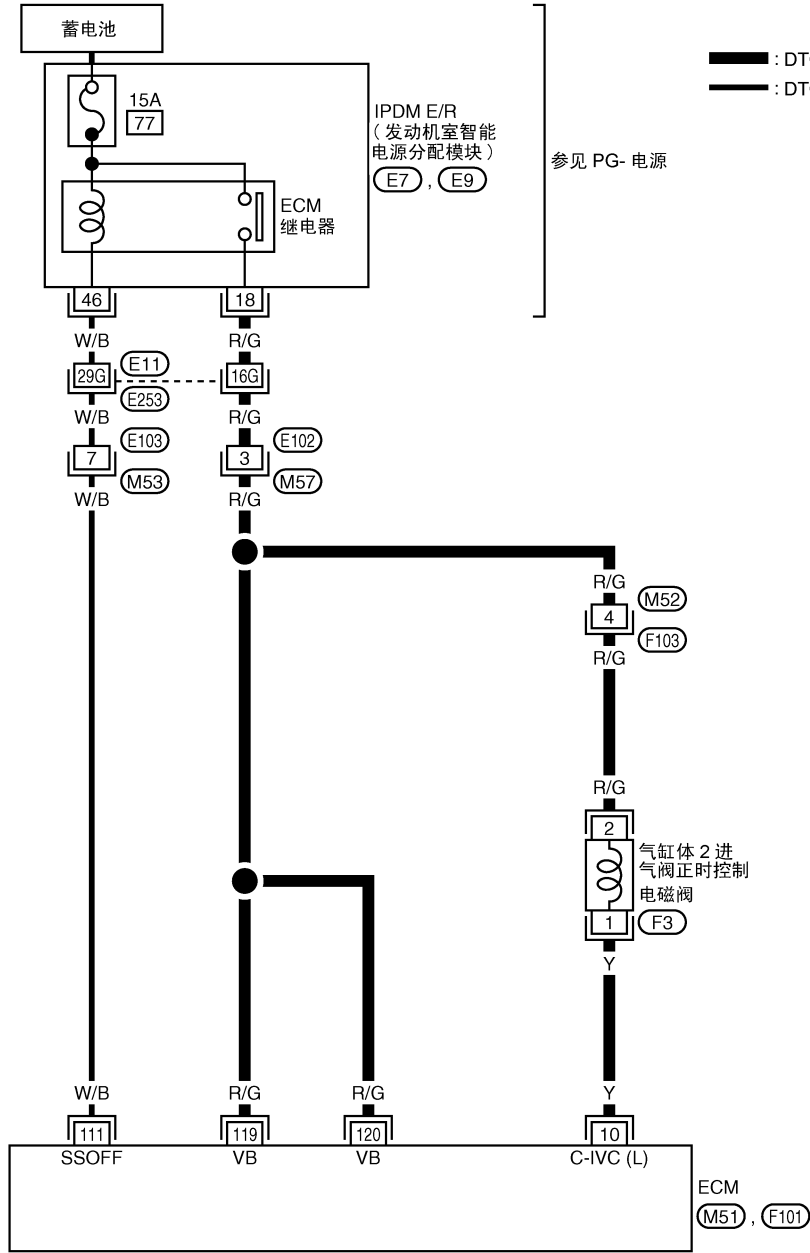 蓄电池
: DT
: DT
15A
77
IPDM E/R
（发动机室智能
电源分配模块）
E7 , E9
参见 PG- 电源
ECM
继电器
46
18
W/B
R/G
29G
E11
16G
E253
W/B
R/G
E103
E102
7
3
M53
M57
W/B
R/G
R/G
M52
4
F103
R/G
R/G
2
气缸体 2 进
气阀正时控制
电磁阀
1
F3
Y
W/B
R/G
R/G
Y
111
119
120
10
SSOFF
VB
VB
C-IVC (L)
ECM
M51 , F101